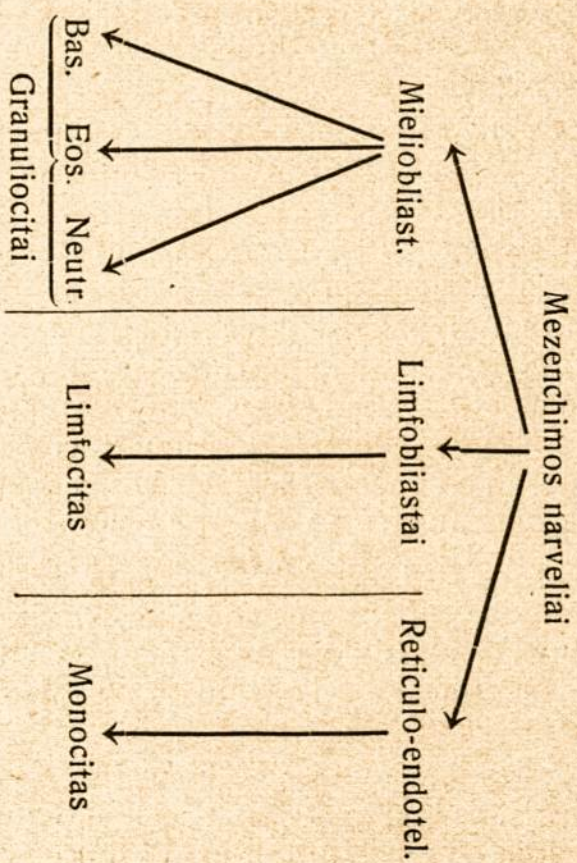 Mezenchimos narveliai
Mieliobliast. Limfobliastai Reticulo-endotel.
Bas. Eos. Neutr. Limfocitas Monocitas
Granuliocitai